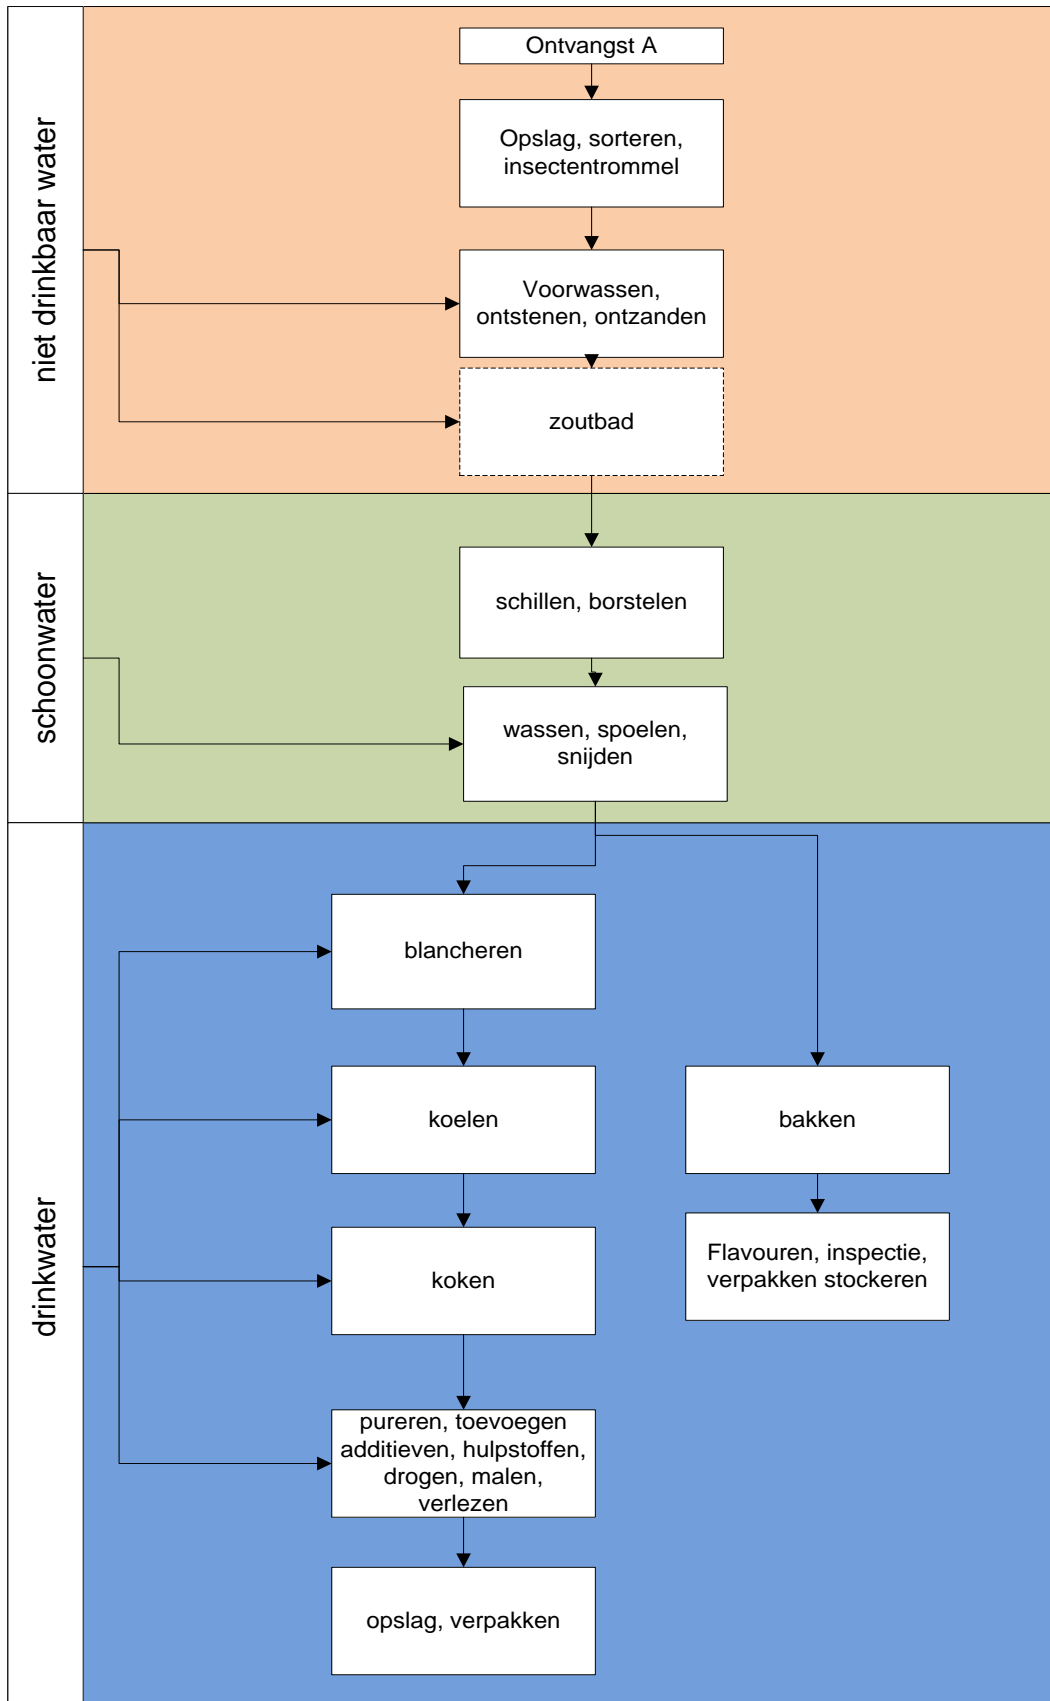 niet drinkbaar water
Ontvangst A
Opslag, sorteren,
insectentrommel
Voorwassen,
ontstenen, ontzanden
zoutbad
schoonwater
schillen, borstelen
wassen, spoelen,
snijden
drinkwater
blancheren
koelen
bakken
koken
Flavouren, inspectie,
verpakken stockeren
pureren, toevoegen
additieven, hulpstoffen,
drogen, malen,
verlezen
opslag, verpakken